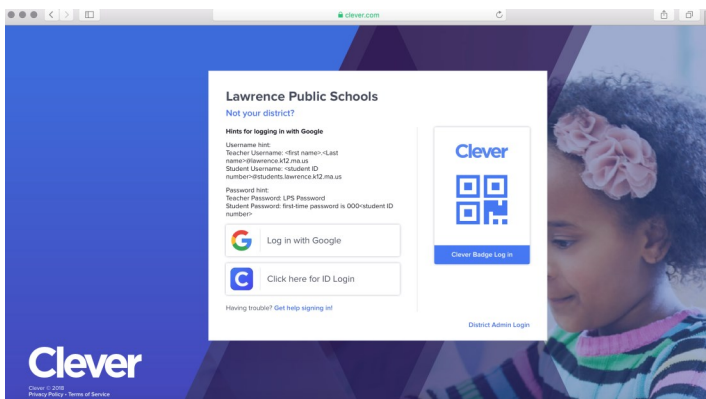 clever.com
Lawrence Public Schools
Not your district?
Hints for logging in with Google
Username hint:
Teacher Username: <first name>.<Last
name>@lawrence.k12.ma.us
Student Username: <student ID
number>@students.lawrence.k12.ma.us
Password hint:
Teacher Password: LPS Password
Student Password: first-time password is 000<student ID
number>
Log in with Google
Click here for ID Login
Having trouble? Get help signing in!
Clever
Clever Badge Log in
District Admin Login
Clever
Clever © 2018
Privacy Policy • Terms of Service